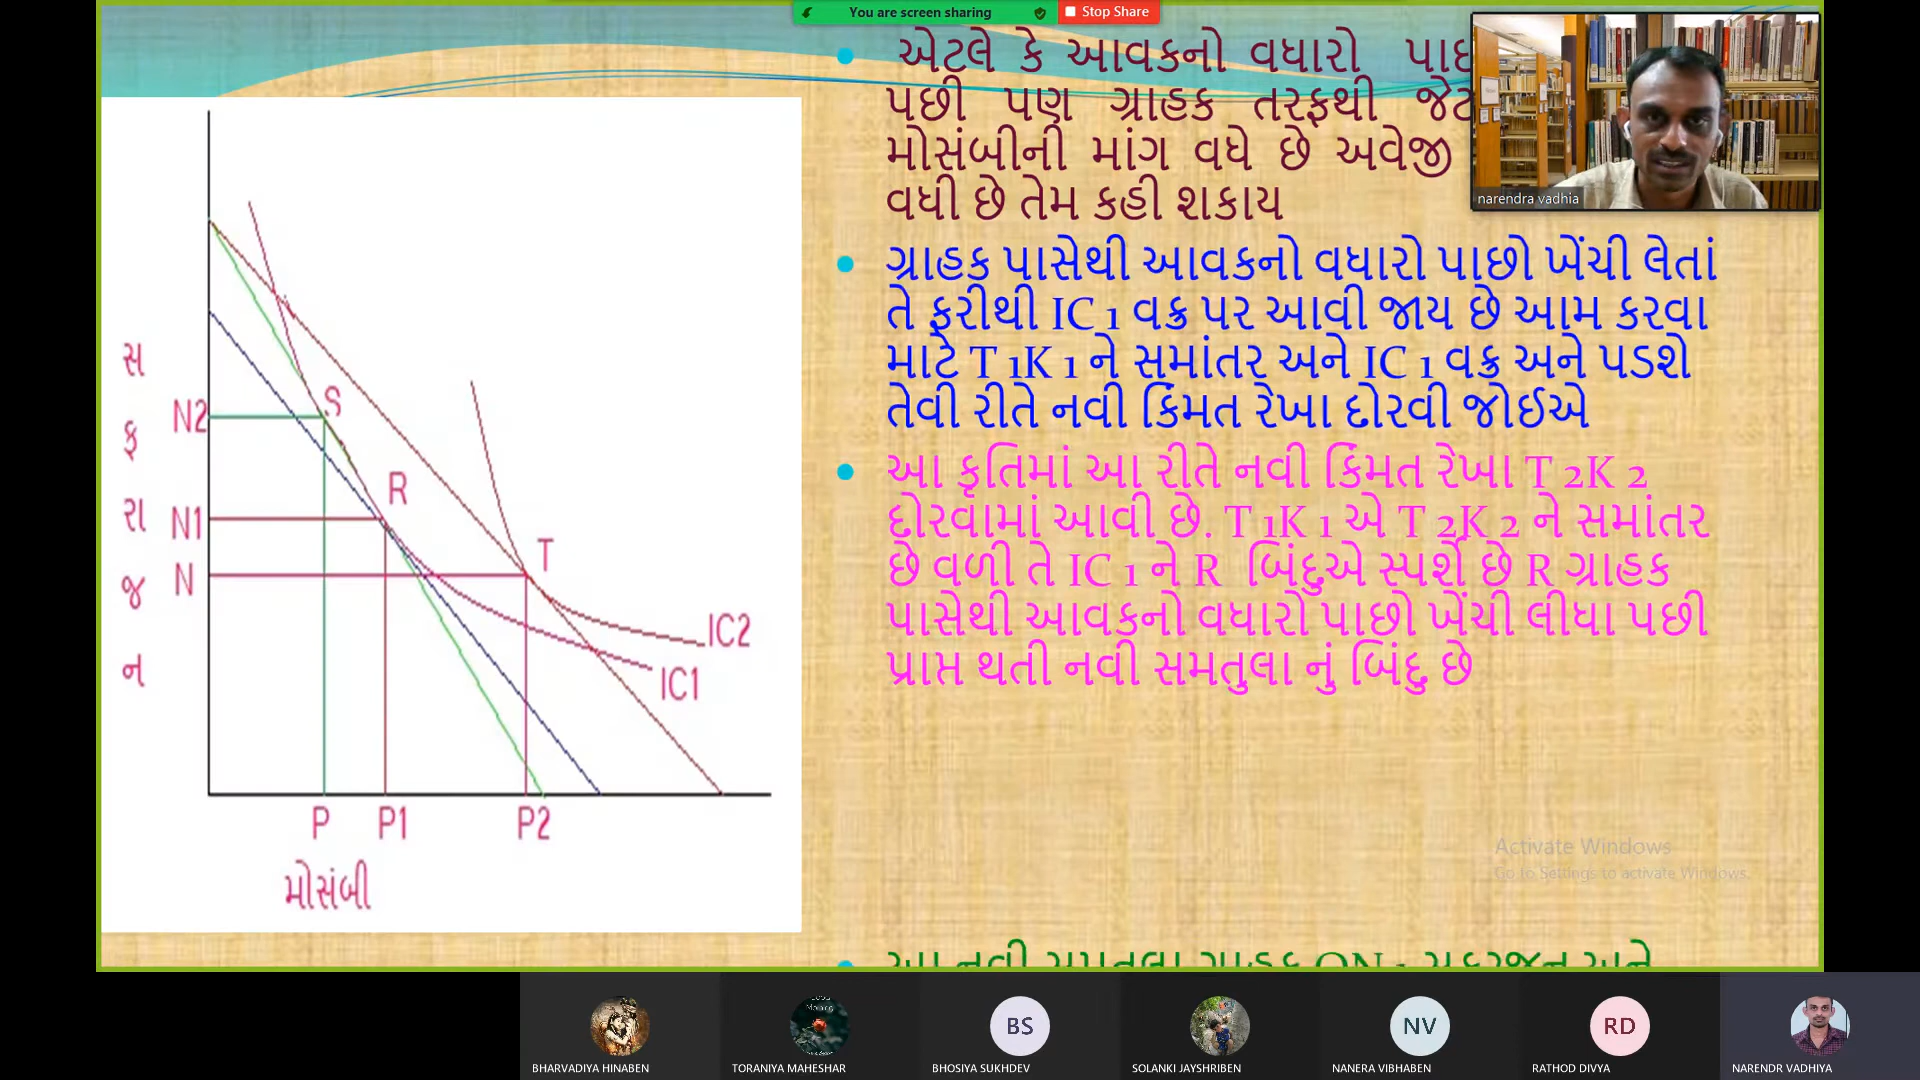 You are screen sharing
Stop Share
એટલે કે આવકનો વધારો
પછી પણ ગ્રાહક તરફથી
મોસંબીની માંગ વધે છે અવેજી
વધી છે તેમ કહી શકાય
ગ્રાહક પાસેથી આવકનો વધારો પાછો ખેંચી લેતાં
તે ફરીથી IC 1 વક્ર પર આવી જાય છે આમ કરવા
માટે T 1K 1 ને સમાંતર અને IC 1 વક્ર અને પડશે
તેવી રીતે નવી કિંમત રેખા દોરવી જોઈએ
આ કૃતિમાં આ રીતે નવી કિંમત રેખા T 2K 2
દોરવામાં આવી છે. T 1K 1 એ T 2K 2 ને સમાંતર
છે વળી તે IC 1 ને R બિંદુએ સ્પર્શે છે R ગ્રાહક
પાસેથી આવકનો વધારો પાછો ખેંચી લીધા પછી
પ્રાપ્ત થતી નવી સમતુલા નું બિંદુ છે
narendra vadhia
સફરાજન
N2
N1
N
S
R
T
IC2
IC1
P P1 P2
મોસંબી
Activate Windows
Go to Settings to activate Windows.
BS
NV
RD
BHARVADIYA HINABEN
TORANIYA MAHESHAR
BHOSIYA SUKHDEV
SOLANKI JAYSHRIBEN
NANERA VIBHABEN
RATHOD DIVYA
NARENDR VADHIYA